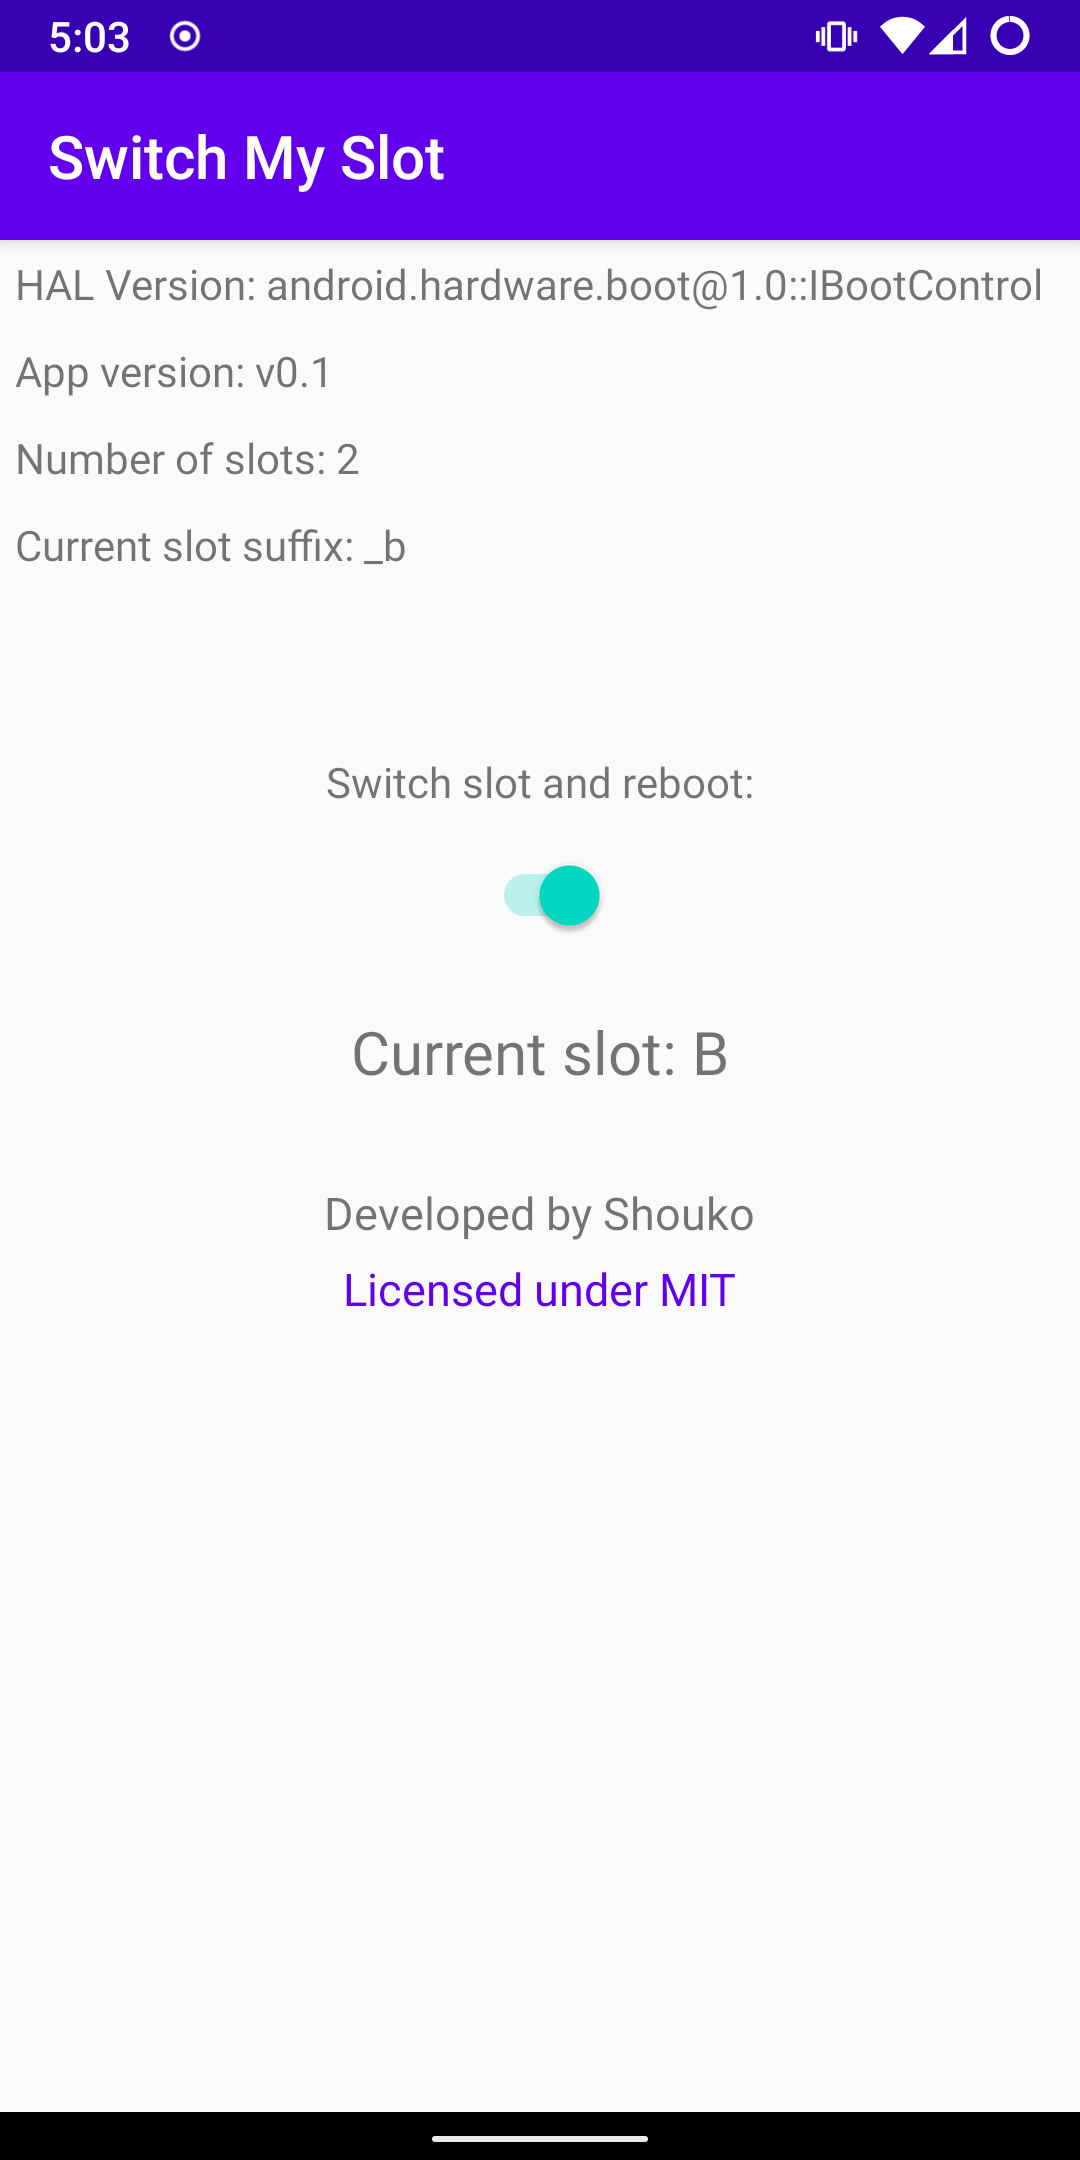 5:03
Switch My Slot
HAL Version: android.hardware.boot@1.0::IBootControl
App version: v0.1
Number of slots: 2
Current slot suffix: _b
Switch slot and reboot:
Current slot: B
Developed by Shouko
Licensed under MIT